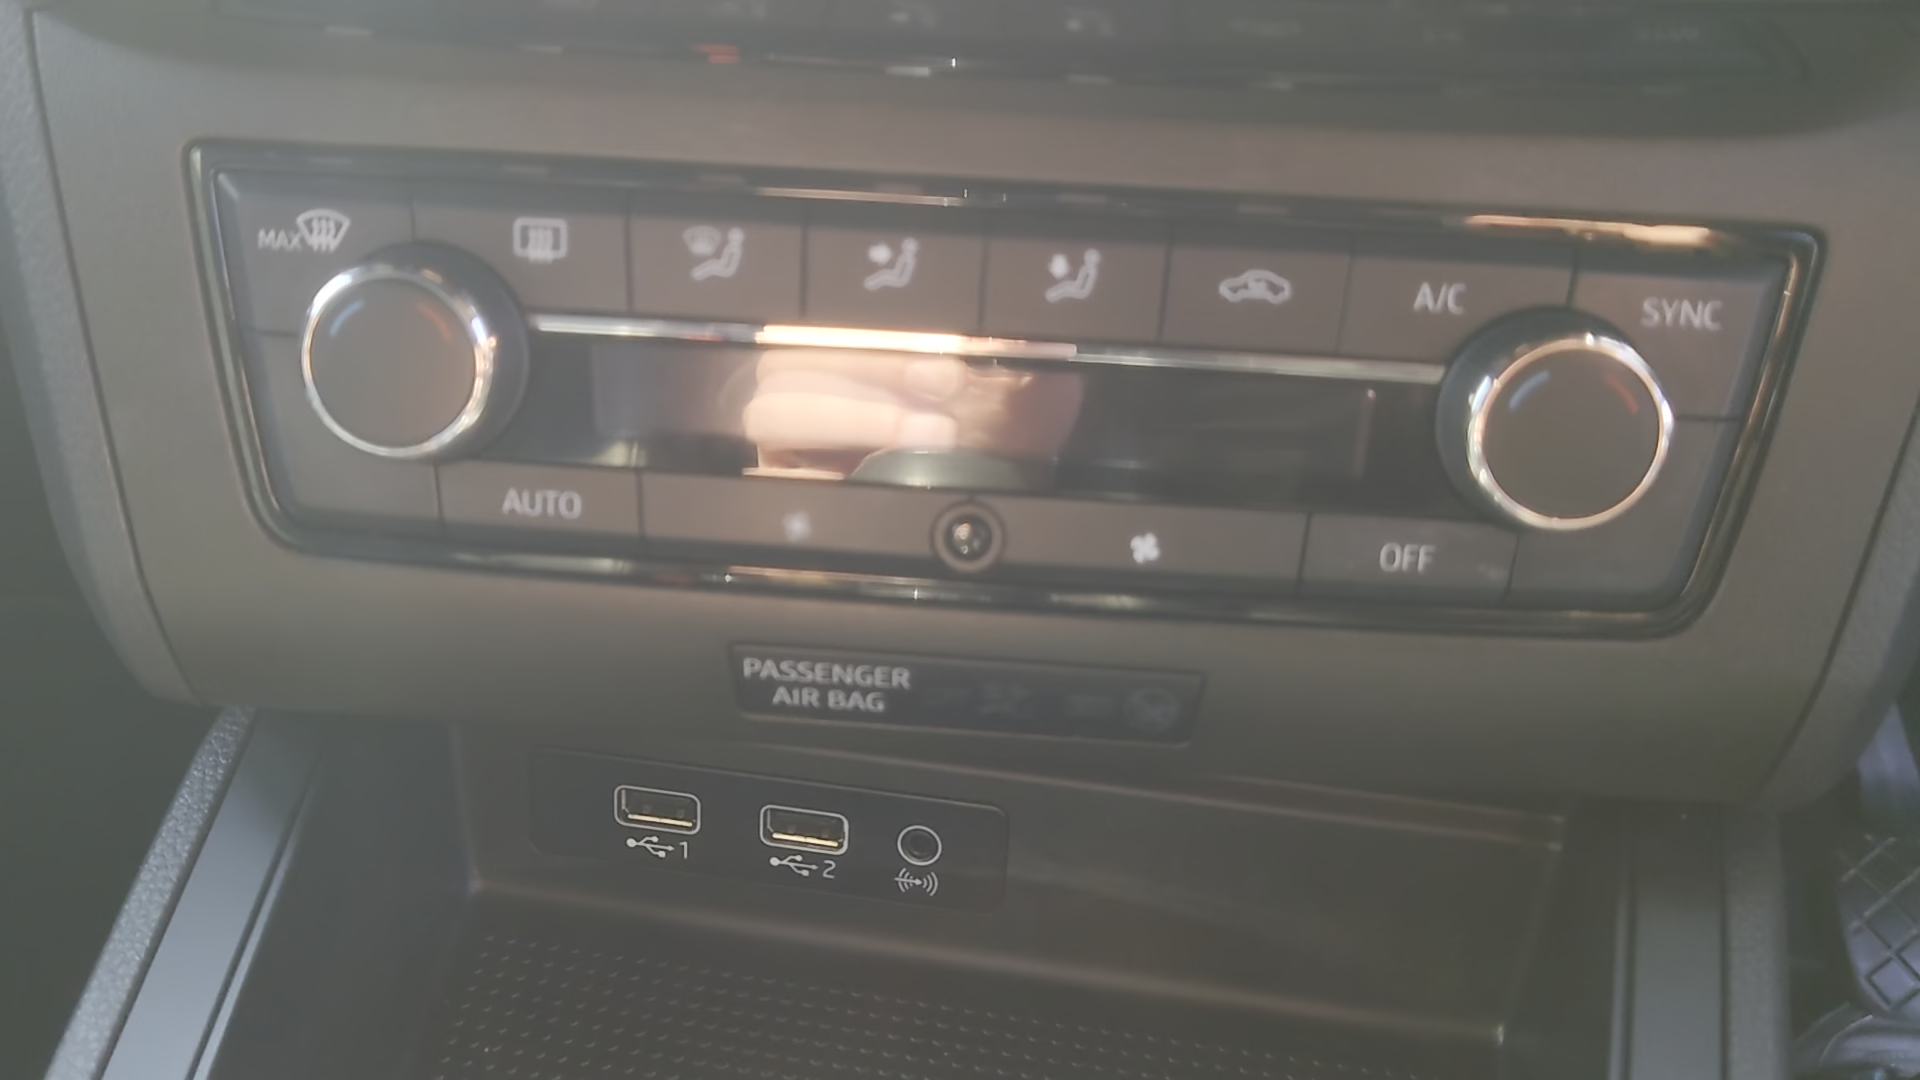 MAX
A/C
SYNC
AUTO
OFF
PASSENGER
AIR BAG
1
2